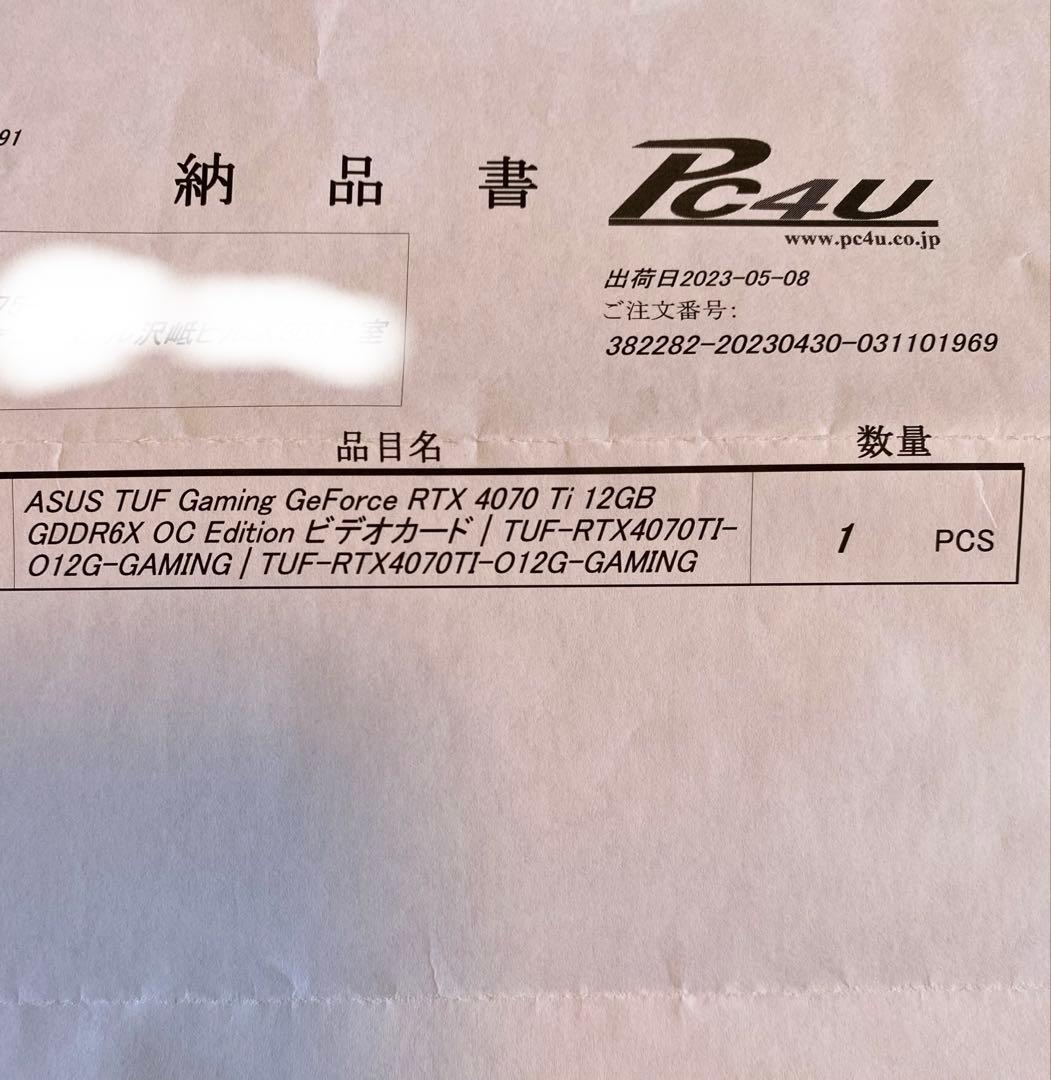 91
納品書
PC4U
www.pc4u.co.jp
出荷日2023-05-08
ご注文番号:
382282-20230430-031101969
75
沢 室
品目名 数量
ASUS TUF Gaming GeForce RTX 4070 Ti 12GB
GDDR6X OC Edition ビデオカード | TUF-RTX4070TI-
O12G-GAMING | TUF-RTX4070TI-O12G-GAMING
1 PCS